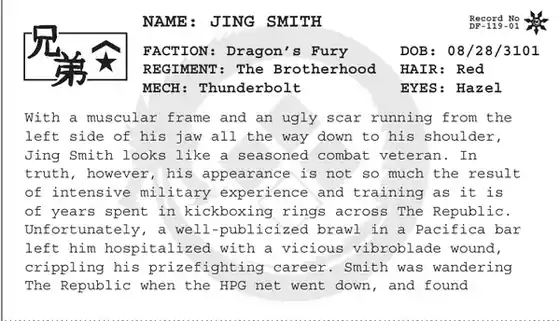 兄弟
NAME: JING SMITH
Record No
DF-119-01
FACTION: Dragon's Fury
DOB: 08/28/3101
REGIMENT: The Brotherhood
HAIR: Red
MECH: Thunderbolt
EYES: Hazel
With a muscular frame and an ugly scar running from the
left side of his jaw all the way down to his shoulder,
Jing Smith looks like a seasoned combat veteran. In
truth, however, his appearance is not so much the result
of intensive military experience and training as it is
of years spent in kickboxing rings across The Republic.
Unfortunately, a well-publicized brawl in a Pacifica bar
left him hospitalized with a vicious vibroblade wound,
crippling his prizefighting career. Smith was wandering
The Republic when the HPG net went down, and found